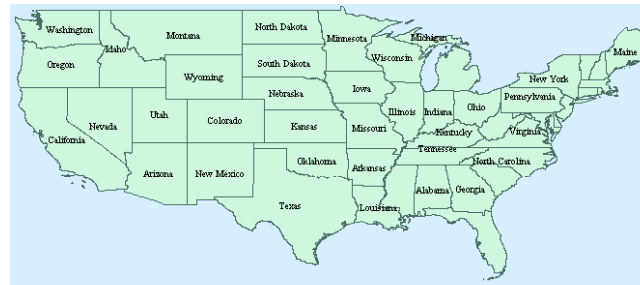 Washington
Montana
North Dakota
Minnesota
Michigan
Maine
Idaho
Oregon
Wyoming
South Dakota
Wisconsin
New York
Nebraska
Iowa
Pennsylvania
Nevada
Utah
Colorado
Illinois
Indiana
Ohio
California
Kansas
Missouri
Kentucky
Virginia
Tennessee
Arizona
New Mexico
Oklahoma
Arkansas
North Carolina
Texas
Louisiana
Alabama
Georgia